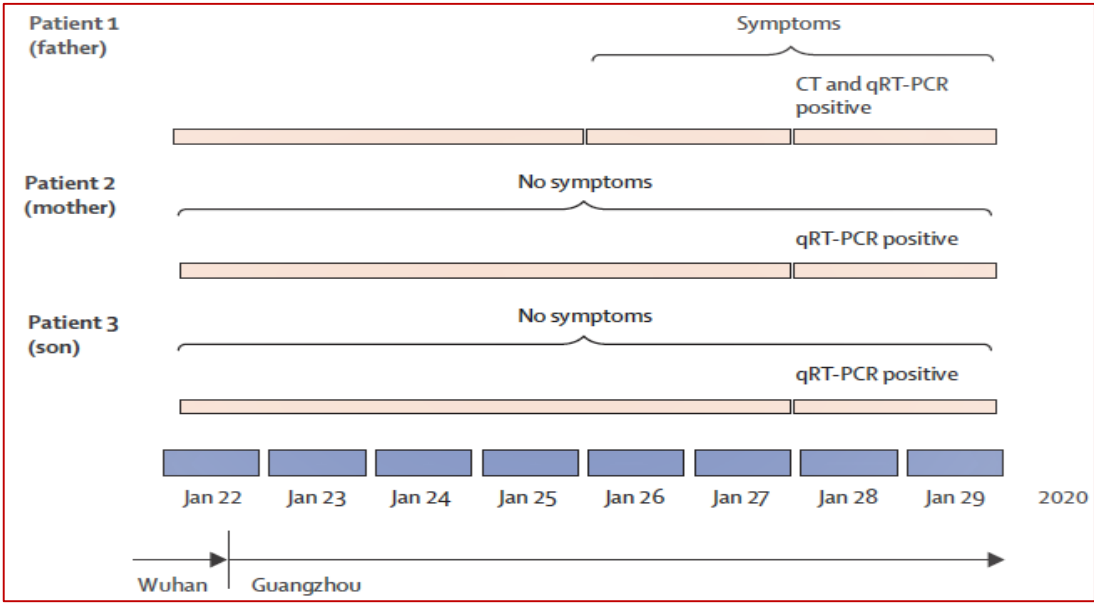 Patient 1
(father)
Symptoms
CT and qRT-PCR
positive
Patient 2
(mother)
No symptoms
qRT-PCR positive
Patient 3
(son)
No symptoms
qRT-PCR positive
Jan 22 Jan 23 Jan 24 Jan 25 Jan 26 Jan 27 Jan 28 Jan 29 2020
Wuhan Guangzhou